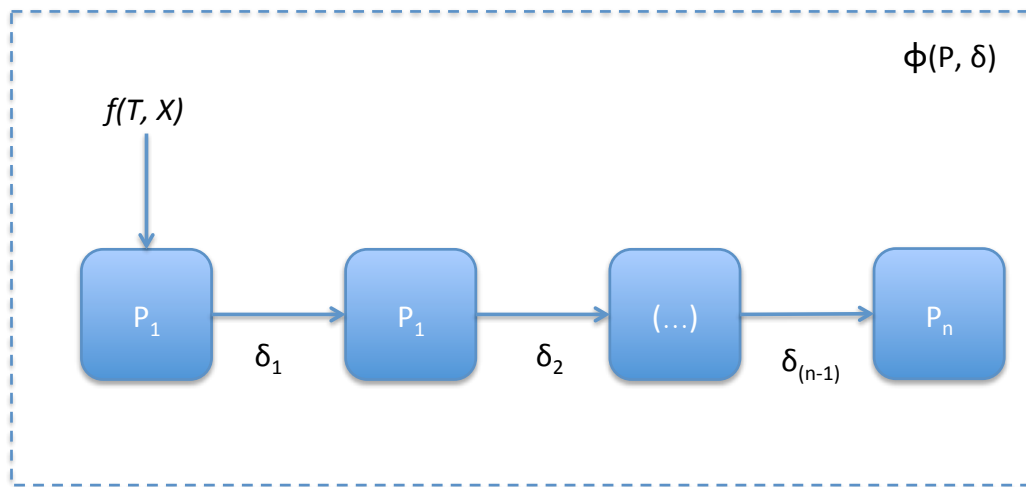 ϕ(P, δ)
f(T, X)
P₁
P₁
(...)
Pₙ
δ₁
δ₂
δ₍ₙ₋₁₎